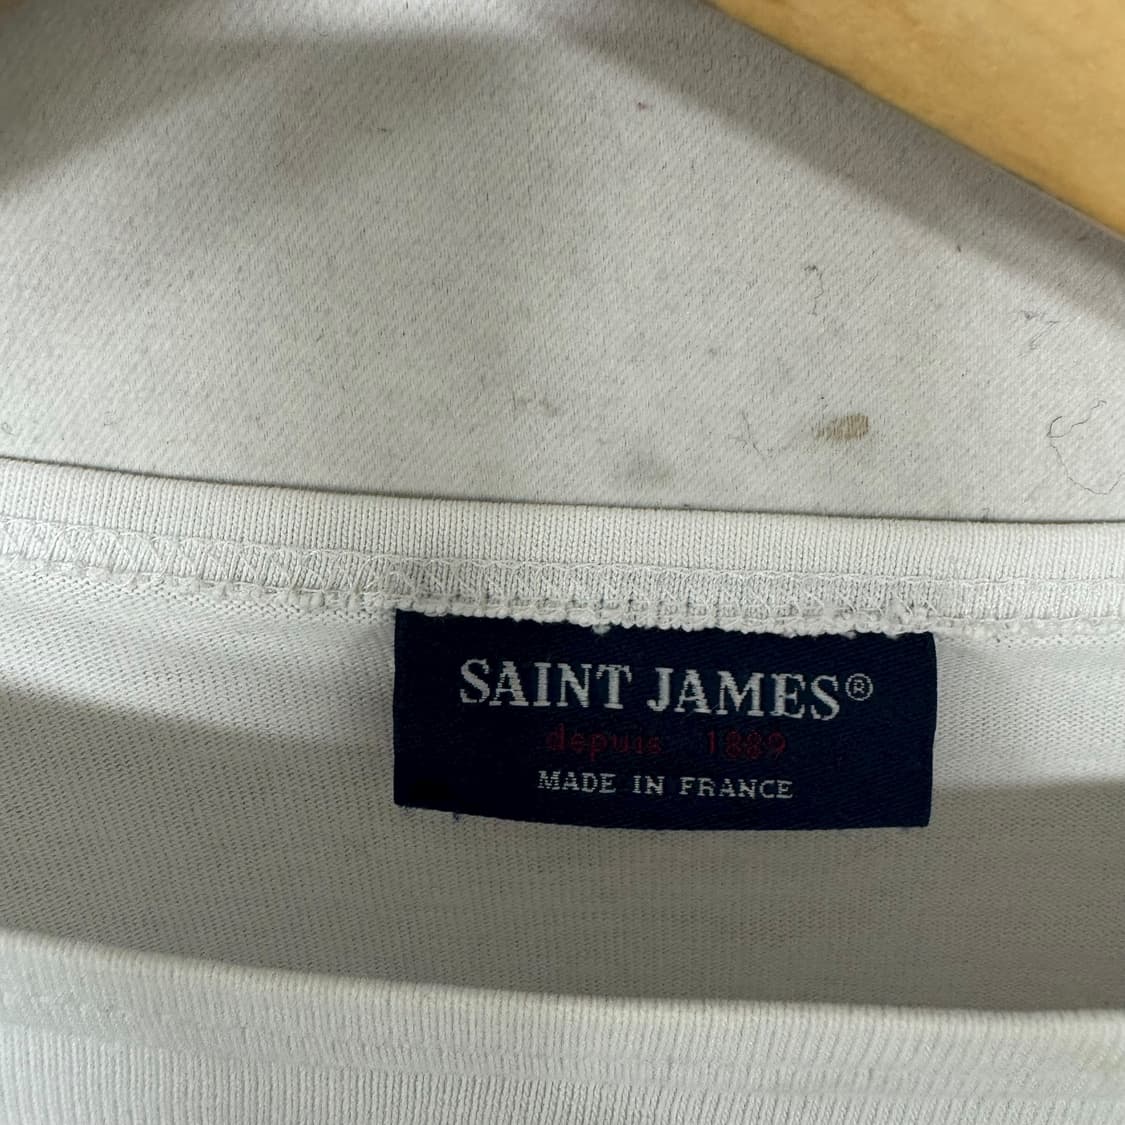 SAINT JAMES®
depuis 1889
MADE IN FRANCE